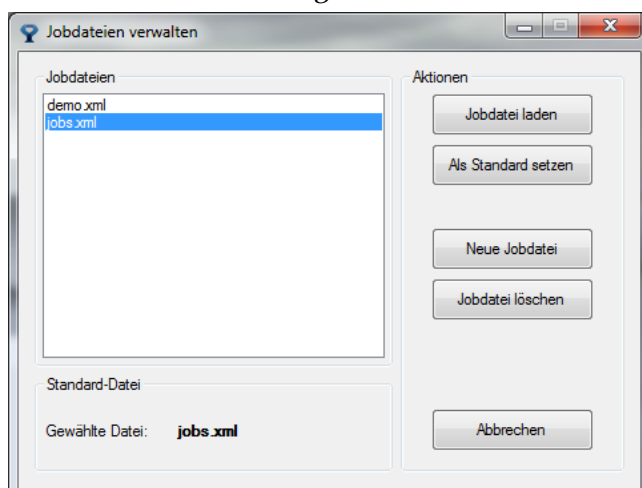 Jobdateien verwalten
Jobdateien
demo.xml
jobs.xml
Aktionen
Jobdatei laden
Als Standard setzen
Neue Jobdatei
Jobdatei löschen
Standard-Datei
Gewählte Datei: jobs.xml
Abbrechen